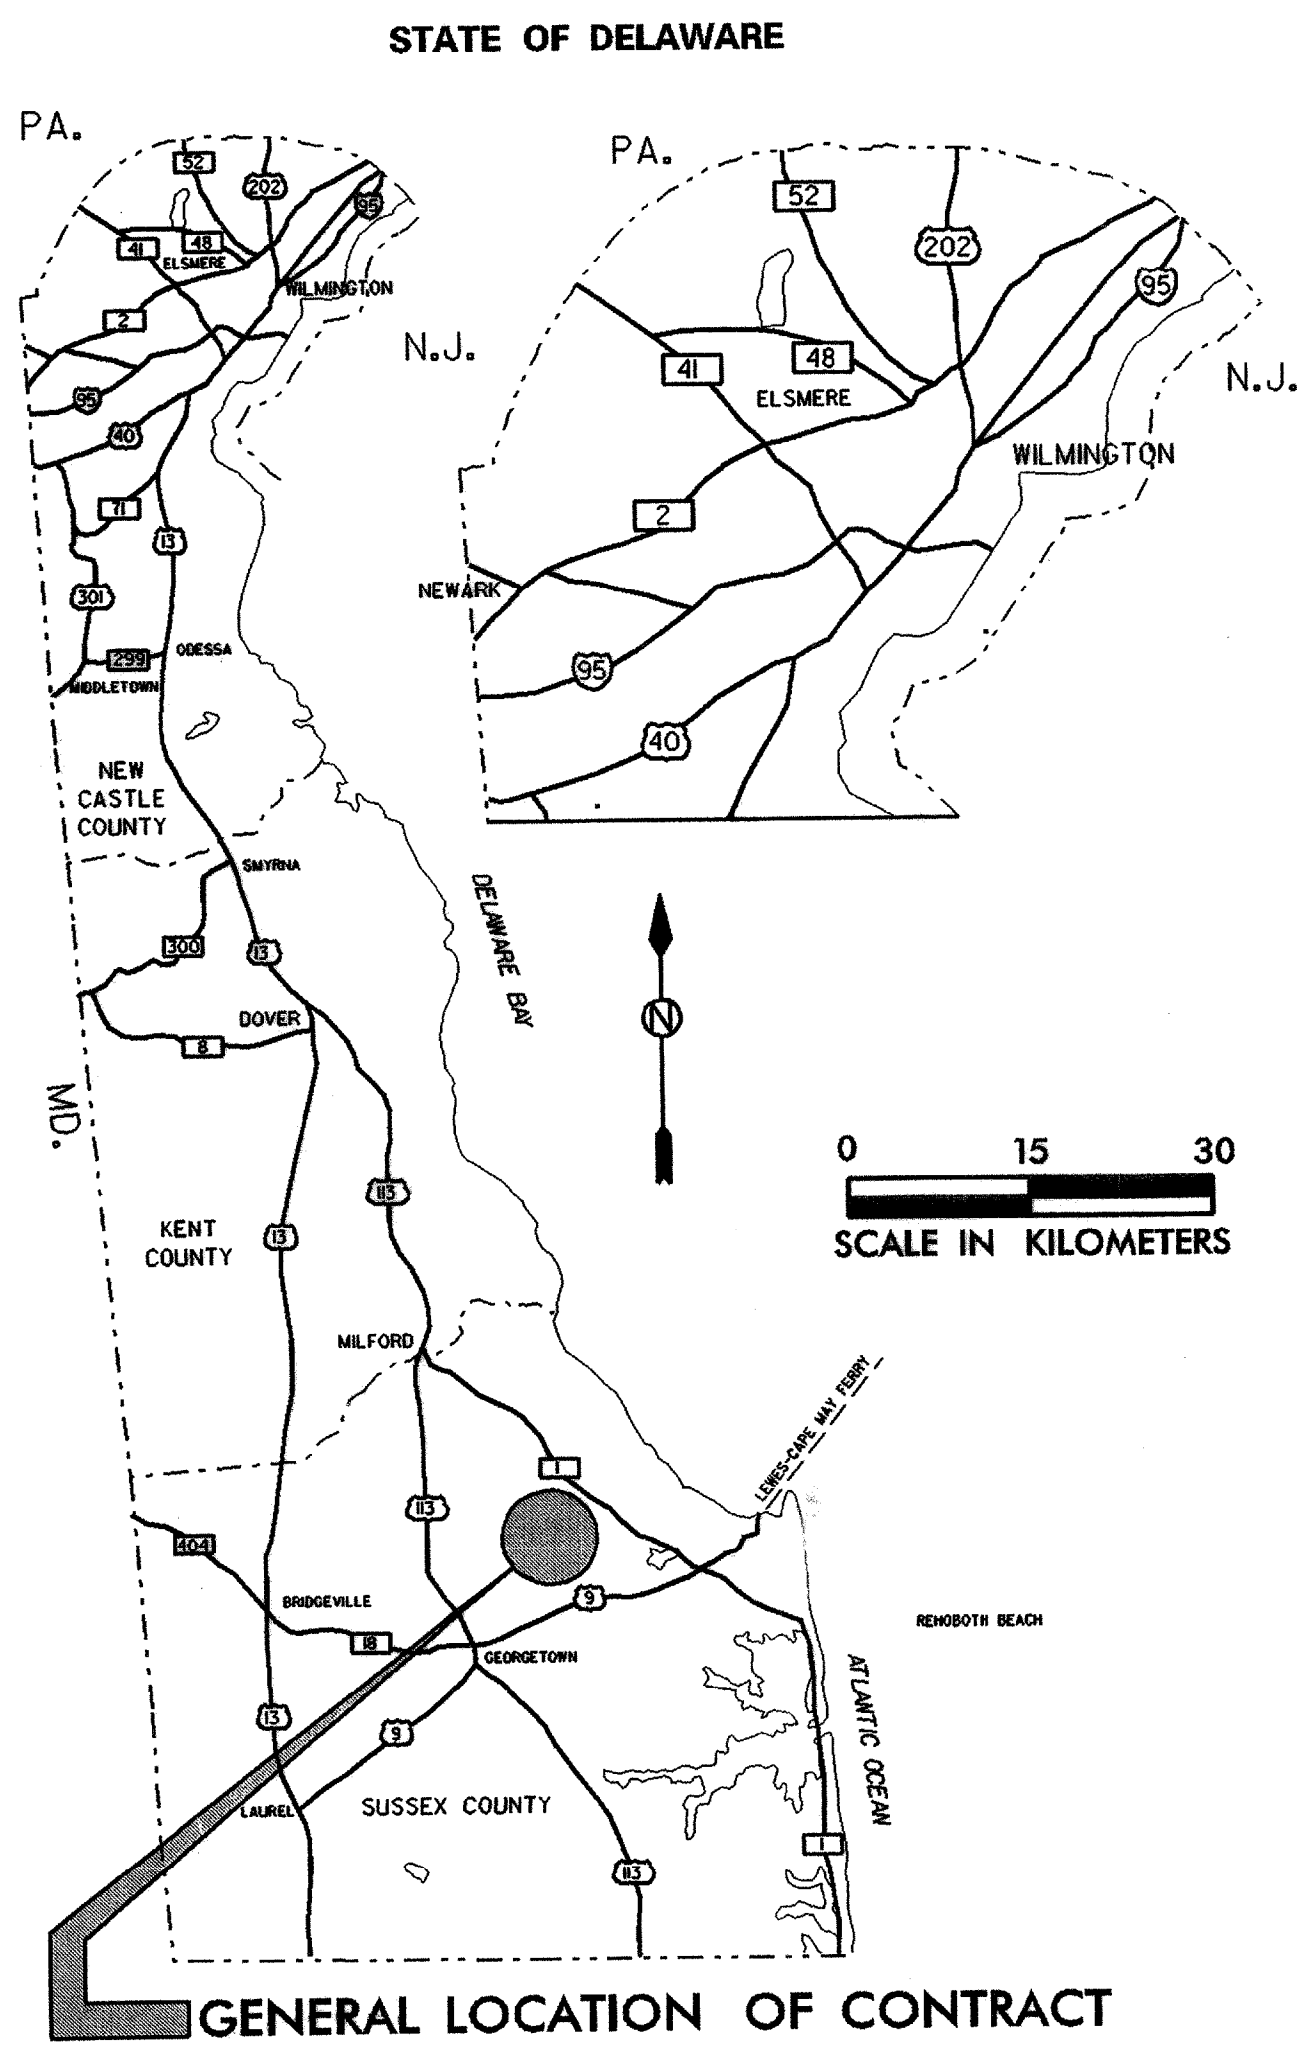 STATE OF DELAWARE
PA.
52
202
95
41
48
ELSMERE
WILMINGTON
2
N.J.
95
40
71
13
301
299
ODESSA
MIDDLETOWN
NEW
CASTLE
COUNTY
SMYRNA
300
13
DOVER
8
MD.
KENT
COUNTY
13
113
MILFORD
DELAWARE BAY
1
113
404
BRIDGEVILLE
18
9
GEORGETOWN
LEWES-CAPE MAY FERRY
REHOBOTH BEACH
ATLANTIC OCEAN
13
9
LAUREL
SUSSEX COUNTY
113
1
PA.
52
202
95
41
48
ELSMERE
N.J.
WILMINGTON
2
NEWARK
95
40
N
0 15 30
SCALE IN KILOMETERS
GENERAL LOCATION OF CONTRACT